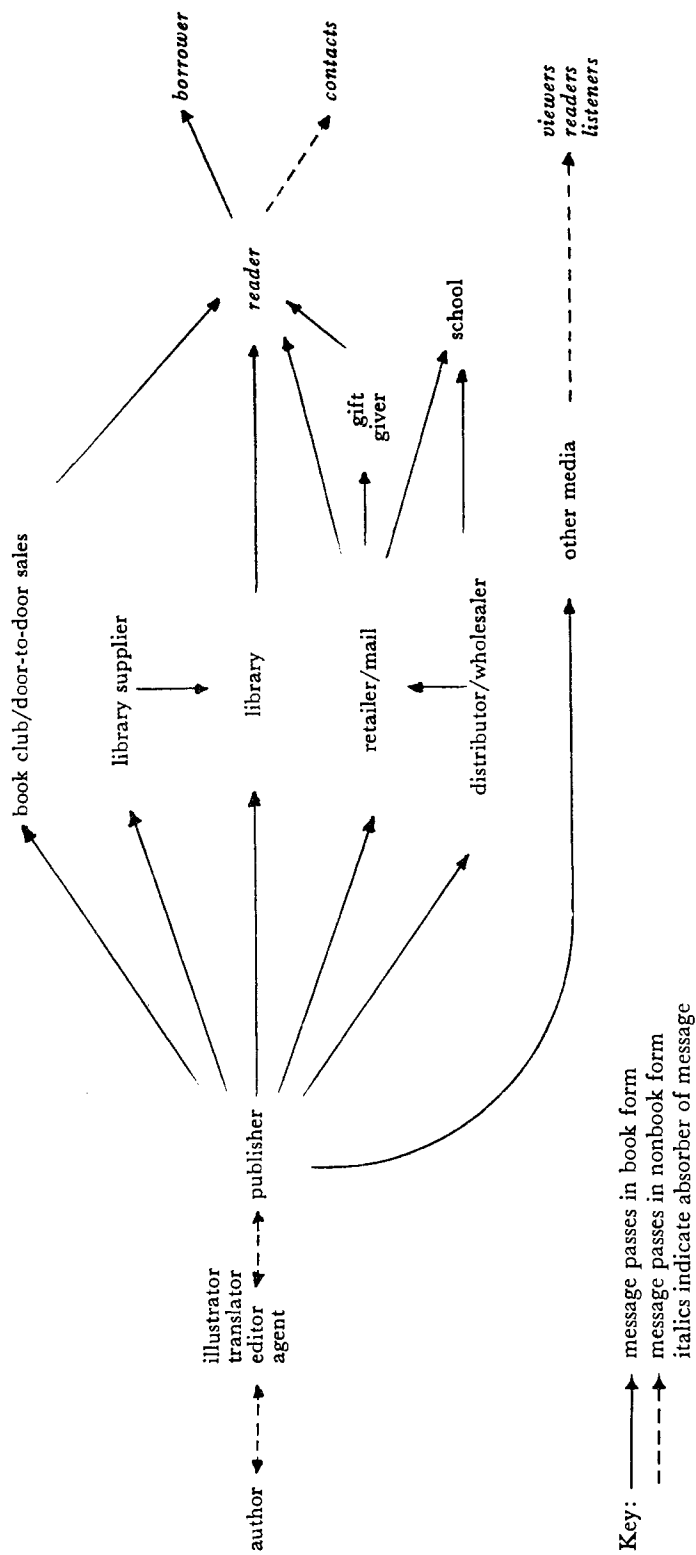 book club/door-to-door sales
borrower
library supplier
contacts
illustrator
translator
author
editor
agent
publisher
library
reader
retailer/mail
gift
giver
school
distributor/wholesaler
other media
viewers
readers
listeners
Key:
message passes in book form
message passes in nonbook form
italics indicate absorber of message